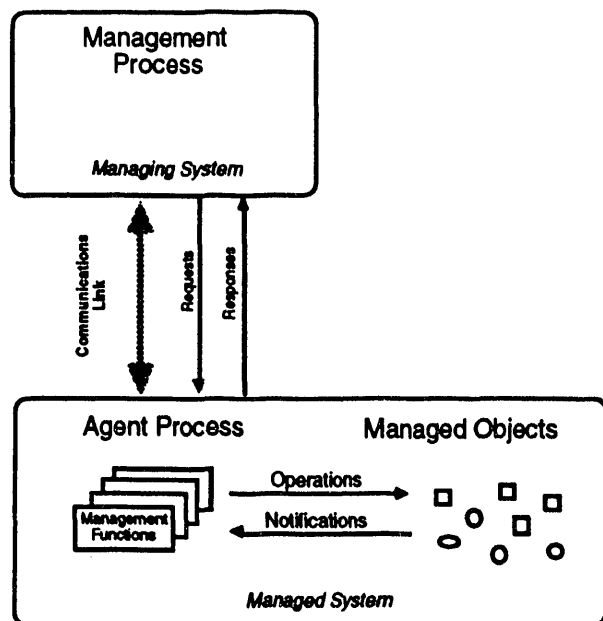 Management
Process
Managing System
Communications
Link
Requests
Responses
Agent Process
Managed Objects
Operations
Management
Functions
Notifications
Managed System